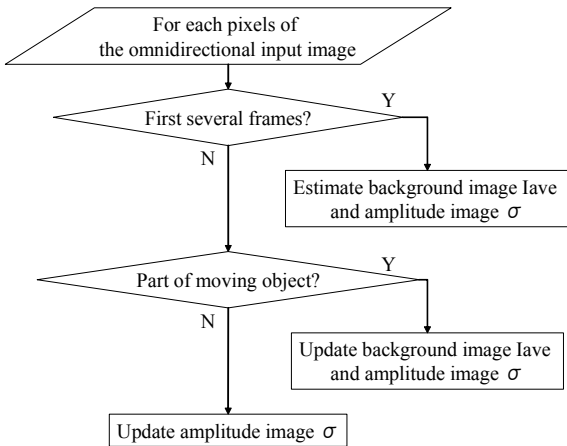 For each pixels of
the omnidirectional input image
First several frames?
Y
N
Estimate background image Iave
and amplitude image σ
Part of moving object?
Y
N
Update background image Iave
and amplitude image σ
Update amplitude image σ